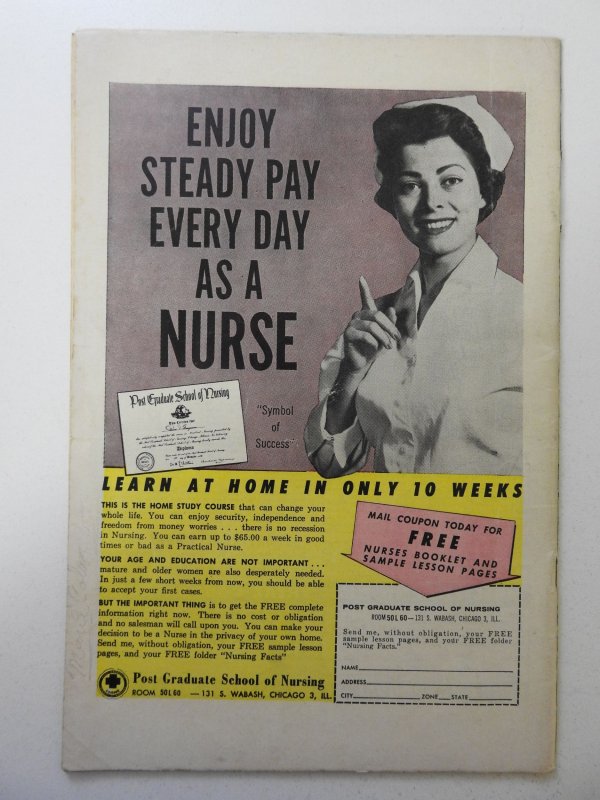 ENJOY
STEADY PAY
EVERY DAY
AS A
NURSE
Post Graduate School of Nursing
Diploma
"Symbol
of
Success"
LEARN AT HOME IN ONLY 10 WEEKS
THIS IS THE HOME STUDY COURSE that can change your
whole life. You can enjoy security, independence and
freedom from money worries . . . there is no recession
in Nursing. You can earn up to $65.00 a week in good
times or bad as a Practical Nurse.
YOUR AGE AND EDUCATION ARE NOT IMPORTANT . . .
mature and older women are also desperately needed.
In just a few short weeks from now, you should be able
to accept your first cases.
BUT THE IMPORTANT THING is to get the FREE complete
information right now. There is no cost or obligation
and no salesman will call upon you. You can make your
decision to be a Nurse in the privacy of your own home.
Send me, without obligation, your FREE sample lesson
pages, and your FREE folder "Nursing Facts"
Post Graduate School of Nursing
ROOM 50L60 — 131 S. WABASH, CHICAGO 3, ILL.
MAIL COUPON TODAY FOR
FREE
NURSES BOOKLET AND
SAMPLE LESSON PAGES
POST GRADUATE SCHOOL OF NURSING
ROOM 50L60 — 131 S. WABASH, CHICAGO 3, ILL.
Send me, without obligation, your FREE
sample lesson pages, and your FREE folder
"Nursing Facts."
NAME
ADDRESS
CITY ZONE STATE